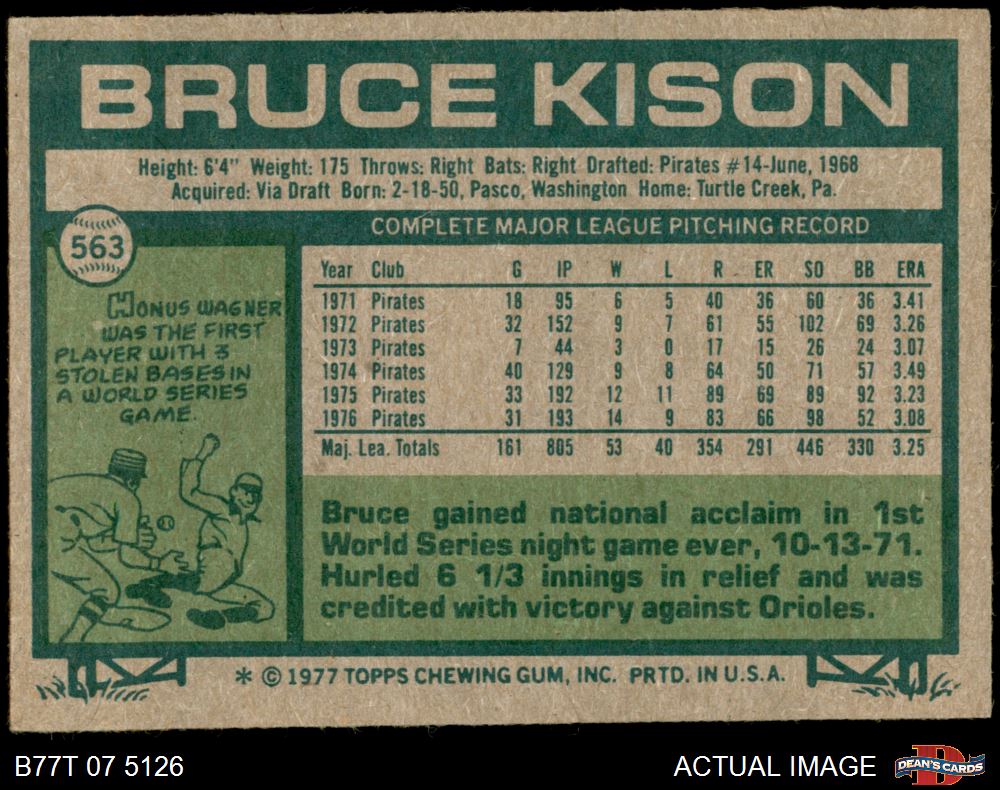 BRUCE KISON
Height: 6'4" Weight: 175 Throws: Right Bats: Right Drafted: Pirates #14-June, 1968
Acquired: Via Draft Born: 2-18-50, Pasco, Washington Home: Turtle Creek, Pa.
563
COMPLETE MAJOR LEAGUE PITCHING RECORD
HONUS WAGNER
WAS THE FIRST
PLAYER WITH 3
STOLEN BASES IN
A WORLD SERIES
GAME.
Year Club G IP W L R ER SO BB ERA
1971 Pirates 18 95 6 5 40 36 60 36 3.41
1972 Pirates 32 152 9 7 61 55 102 69 3.26
1973 Pirates 7 44 3 0 17 15 26 24 3.07
1974 Pirates 40 129 9 8 64 50 71 57 3.49
1975 Pirates 33 192 12 11 89 69 89 92 3.23
1976 Pirates 31 193 14 9 83 66 98 52 3.08
Maj. Lea. Totals 161 805 53 40 354 291 446 330 3.25
Bruce gained national acclaim in 1st
World Series night game ever, 10-13-71.
Hurled 6 1/3 innings in relief and was
credited with victory against Orioles.
* © 1977 TOPPS CHEWING GUM, INC. PRTD. IN U.S.A.
B77T 07 5126
ACTUAL IMAGE
D
DEAN'S CARDS